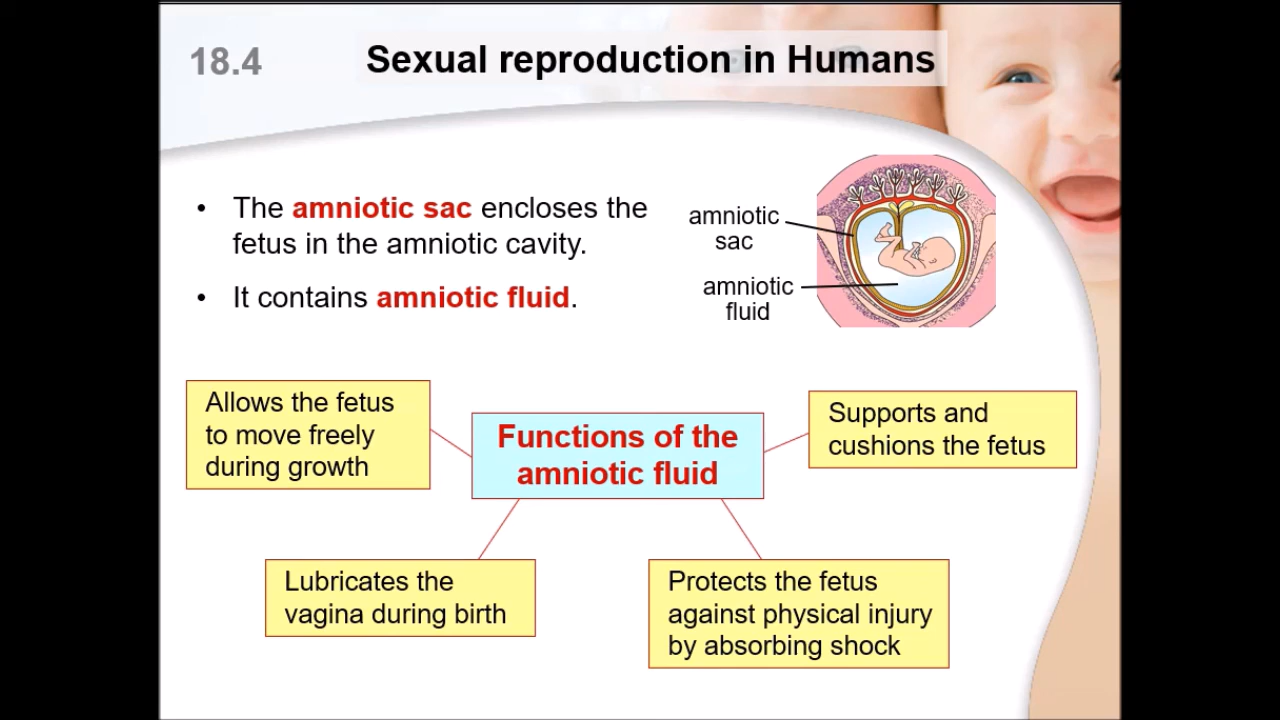 18.4
Sexual reproduction in Humans
• The amniotic sac encloses the
fetus in the amniotic cavity.
• It contains amniotic fluid.
amniotic
sac
amniotic
fluid
Allows the fetus
to move freely
during growth
Functions of the
amniotic fluid
Supports and
cushions the fetus
Lubricates the
vagina during birth
Protects the fetus
against physical injury
by absorbing shock